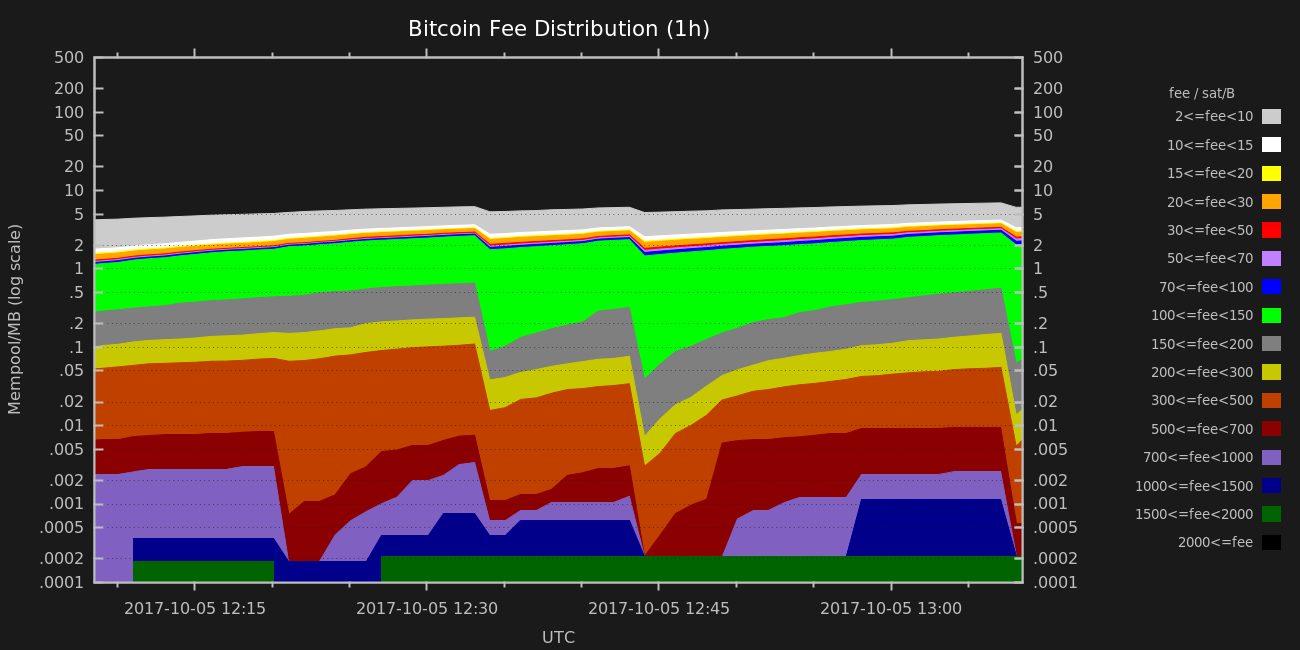 Bitcoin Fee Distribution (1h)
500 500
200 200
100 100
50 50
20 20
10 10
5 5
2 2
1 1
.5 .5
.2 .2
.1 .1
.05 .05
.02 .02
.01 .01
.005 .005
.002 .002
.001 .001
.0005 .0005
.0002 .0002
.0001 .0001
Mempool/MB (log scale)
2017-10-05 12:15 2017-10-05 12:30 2017-10-05 12:45 2017-10-05 13:00
UTC
fee / sat/B
2<=fee<10
10<=fee<15
15<=fee<20
20<=fee<30
30<=fee<50
50<=fee<70
70<=fee<100
100<=fee<150
150<=fee<200
200<=fee<300
300<=fee<500
500<=fee<700
700<=fee<1000
1000<=fee<1500
1500<=fee<2000
2000<=fee